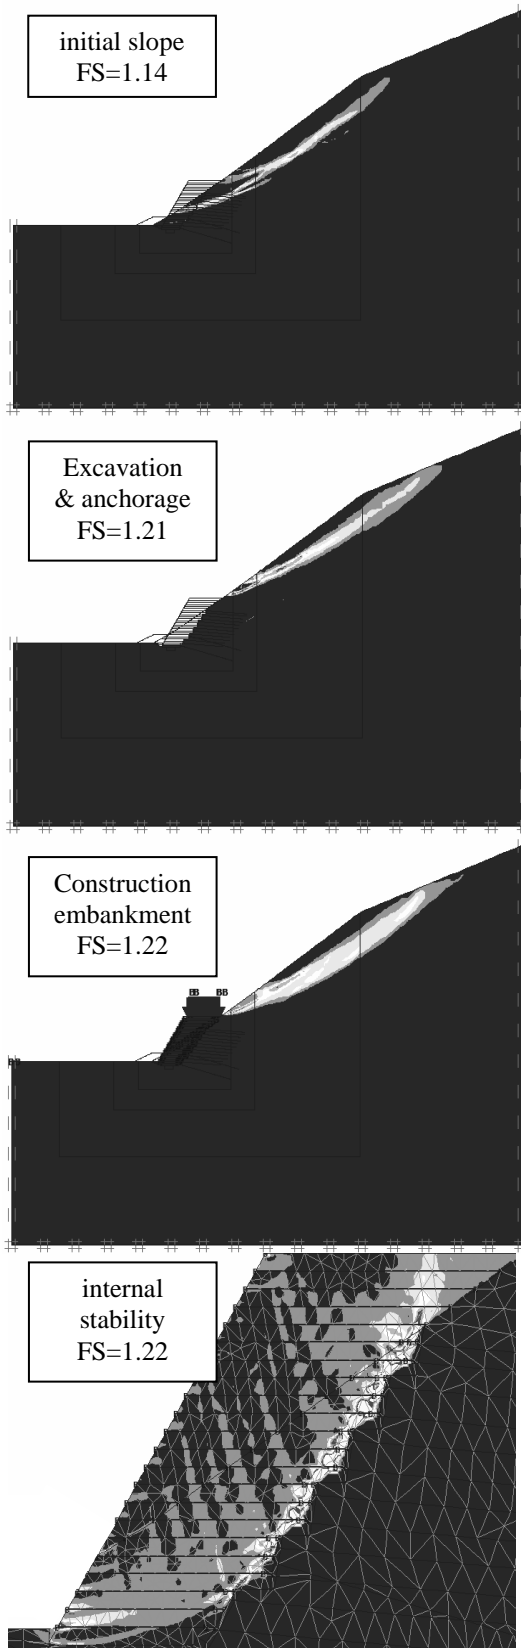 initial slope
FS=1.14
Excavation
& anchorage
FS=1.21
Construction
embankment
FS=1.22
internal
stability
FS=1.22